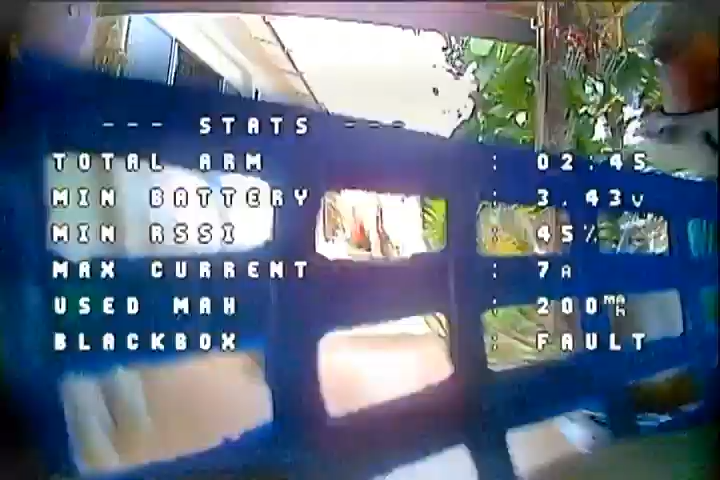 --- STATS ---
TOTAL ARM : 02:45
MIN BATTERY : 3.43V
MIN RSSI : 45%
MAX CURRENT : 7A
USED MAH : 200MAH
BLACKBOX : FAULT